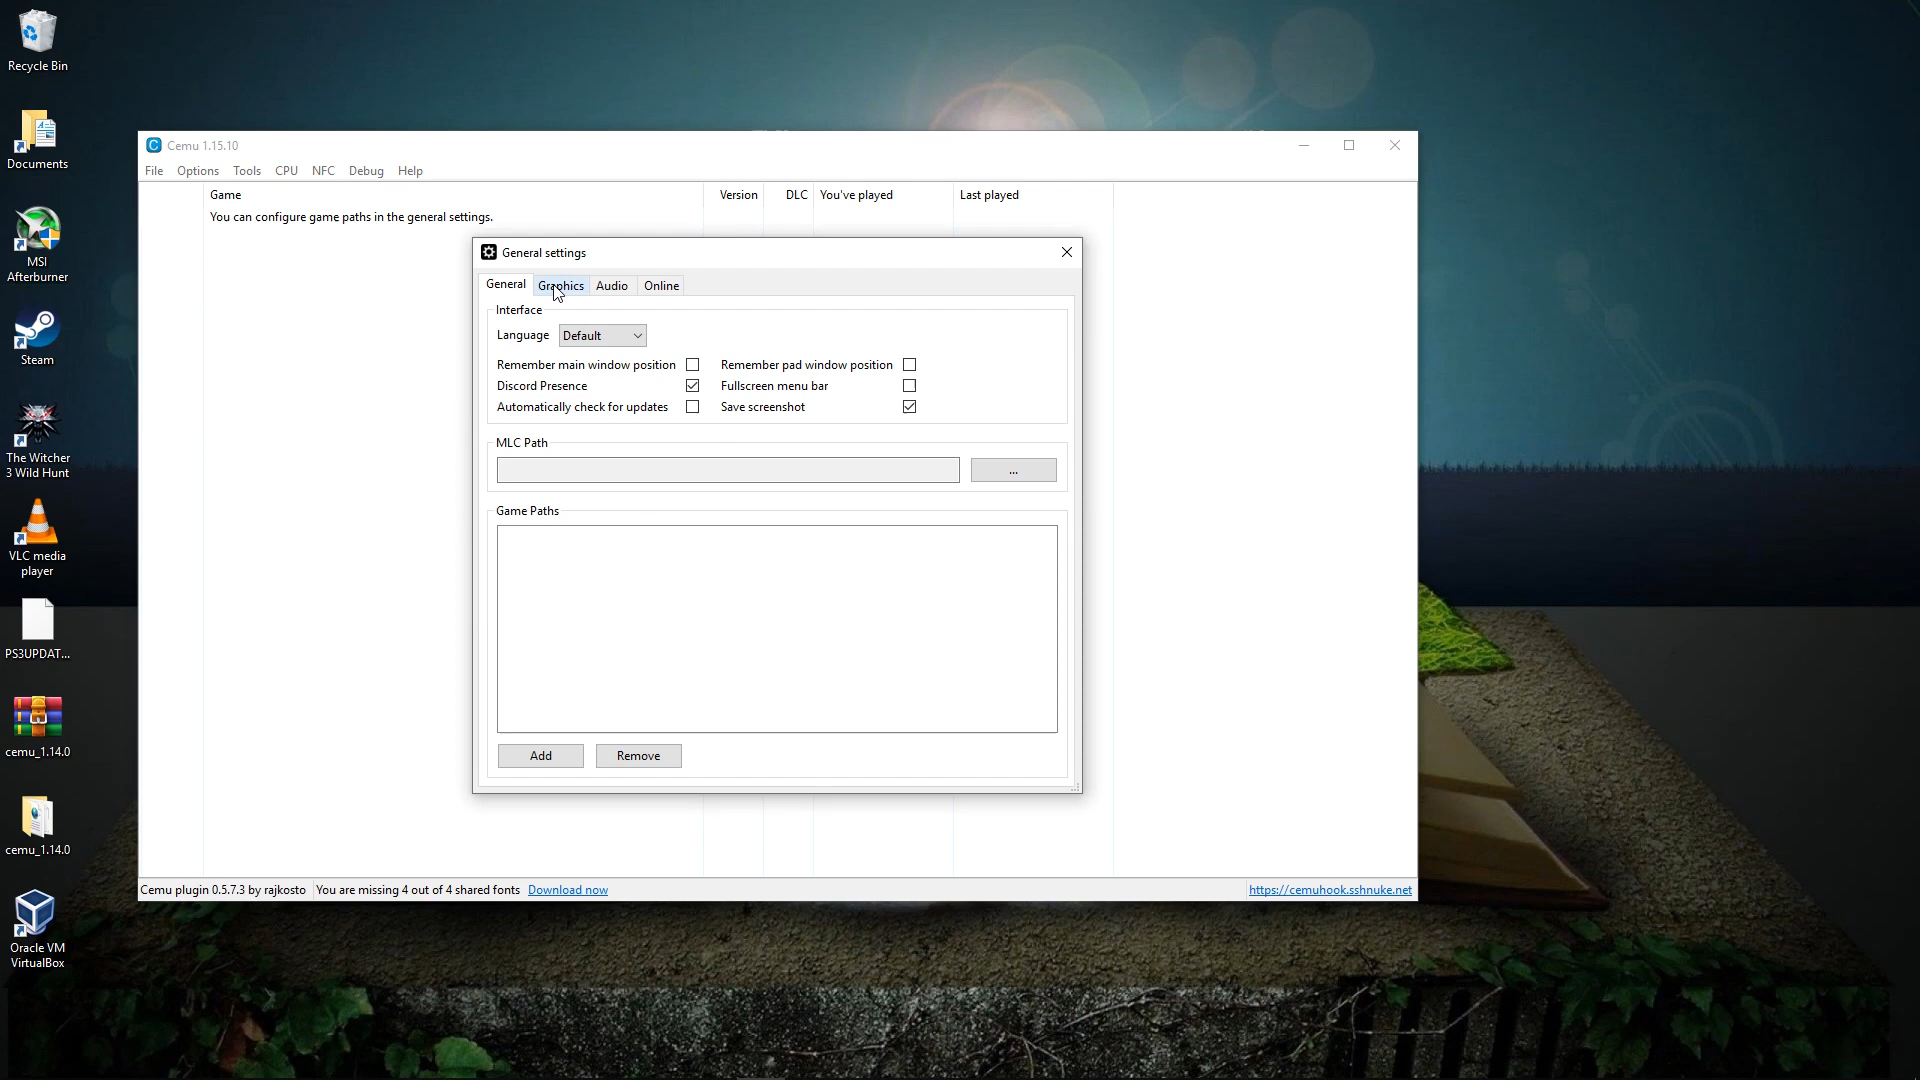 Recycle Bin
Documents
MSI
Afterburner
Steam
The Witcher
3 Wild Hunt
VLC media
player
PS3UPDAT...
cemu_1.14.0
cemu_1.14.0
Oracle VM
VirtualBox
Cemu 1.15.10
File Options Tools CPU NFC Debug Help
Game Version DLC You've played Last played
You can configure game paths in the general settings.
General settings
General Graphics Audio Online
Interface
Language Default
Remember main window position Remember pad window position
Discord Presence Fullscreen menu bar
Automatically check for updates Save screenshot
MLC Path
...
Game Paths
Add Remove
Cemu plugin 0.5.7.3 by rajkosto You are missing 4 out of 4 shared fonts Download now https://cemuhook.sshnuke.net